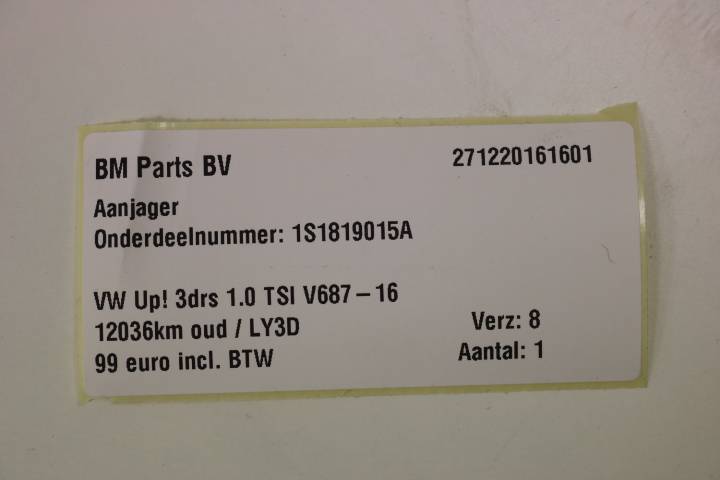 BM Parts BV 271220161601
Aanjager
Onderdeelnummer: 1S1819015A
VW Up! 3drs 1.0 TSI V687-16
12036km oud / LY3D Verz: 8
99 euro incl. BTW Aantal: 1